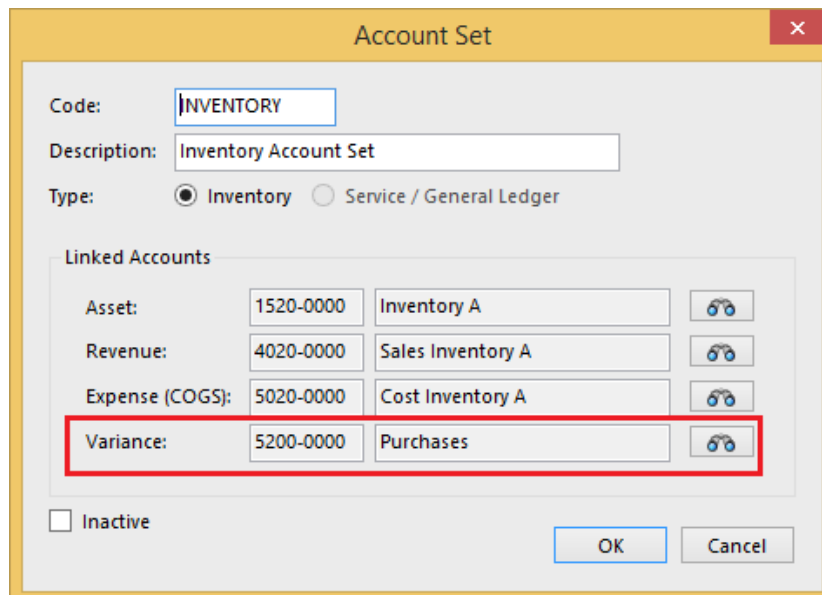 Account Set
Code: INVENTORY
Description: Inventory Account Set
Type: Inventory Service / General Ledger
Linked Accounts
Asset: 1520-0000 Inventory A
Revenue: 4020-0000 Sales Inventory A
Expense (COGS): 5020-0000 Cost Inventory A
Variance: 5200-0000 Purchases
Inactive
OK Cancel